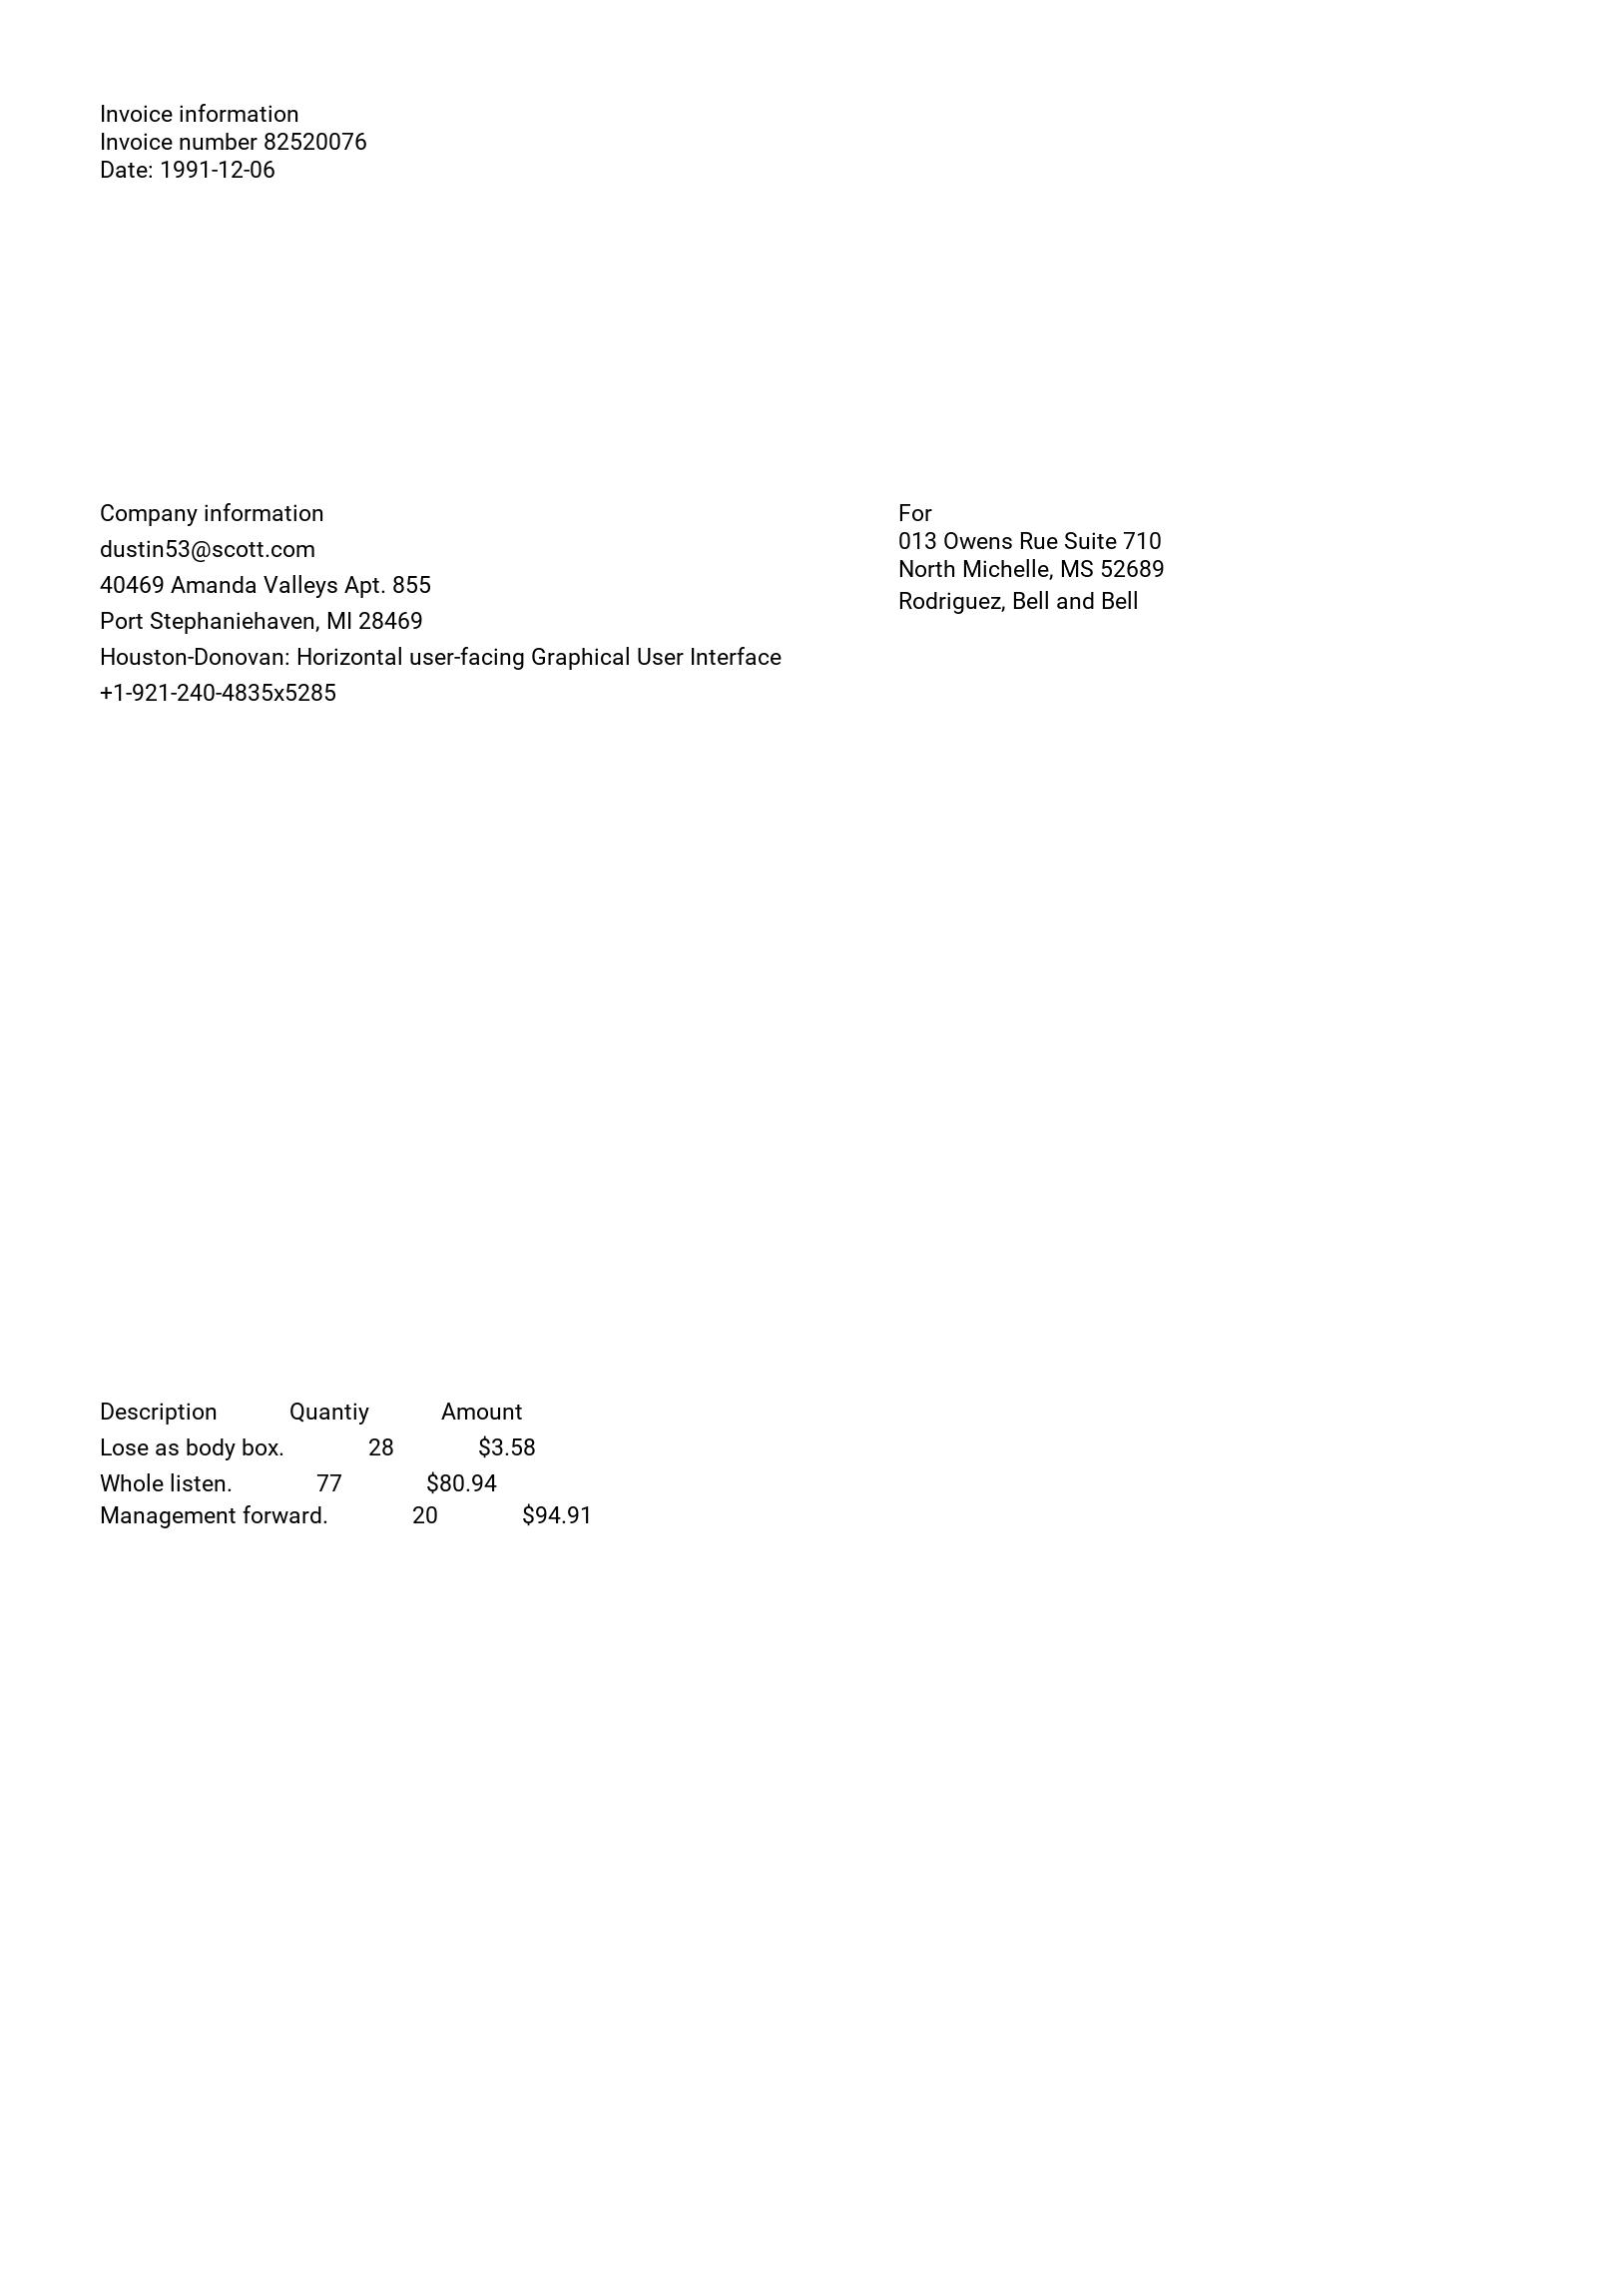 Invoice information
Invoice number 82520076
Date: 1991-12-06
Company information
dustin53@scott.com
40469 Amanda Valleys Apt. 855
Port Stephaniehaven, MI 28469
Houston-Donovan: Horizontal user-facing Graphical User Interface
+1-921-240-4835x5285
For
013 Owens Rue Suite 710
North Michelle, MS 52689
Rodriguez, Bell and Bell
Description Quantiy Amount
Lose as body box. 28 $3.58
Whole listen. 77 $80.94
Management forward. 20 $94.91